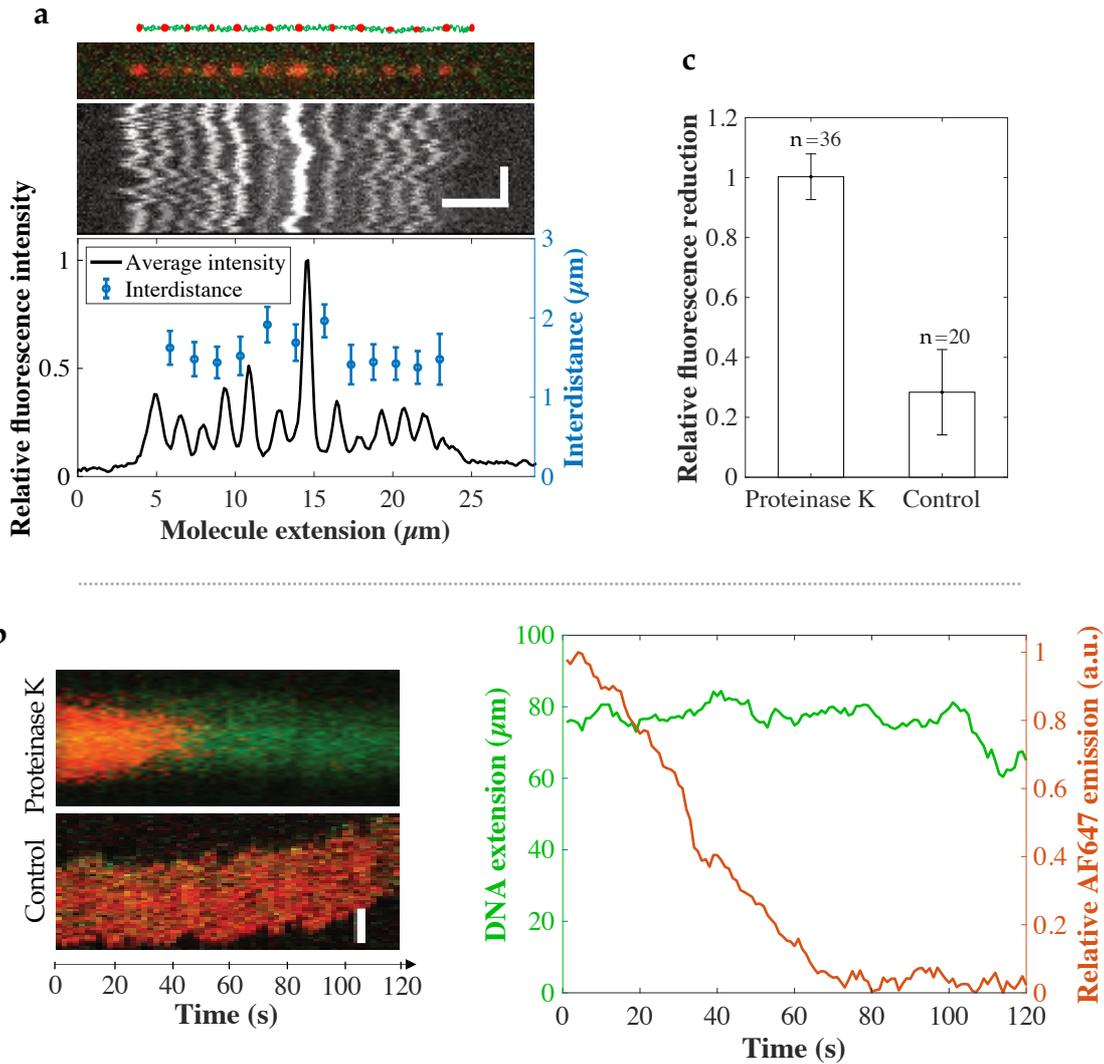 a
Relative fluorescence intensity
1
0.5
0
Average intensity
Interdistance
3
2
1
0
Interdistance (µm)
0 5 10 15 20 25
Molecule extension (µm)
c
Relative fluorescence reduction
1.2
1
0.8
0.6
0.4
0.2
0
n=36
n=20
Proteinase K Control
Proteinase K
Control
0 20 40 60 80 100 120
Time (s)
DNA extension (µm)
100
80
60
40
20
0
1
0.8
0.6
0.4
0.2
0
Relative AF647 emission (a.u.)
0 20 40 60 80 100 120
Time (s)